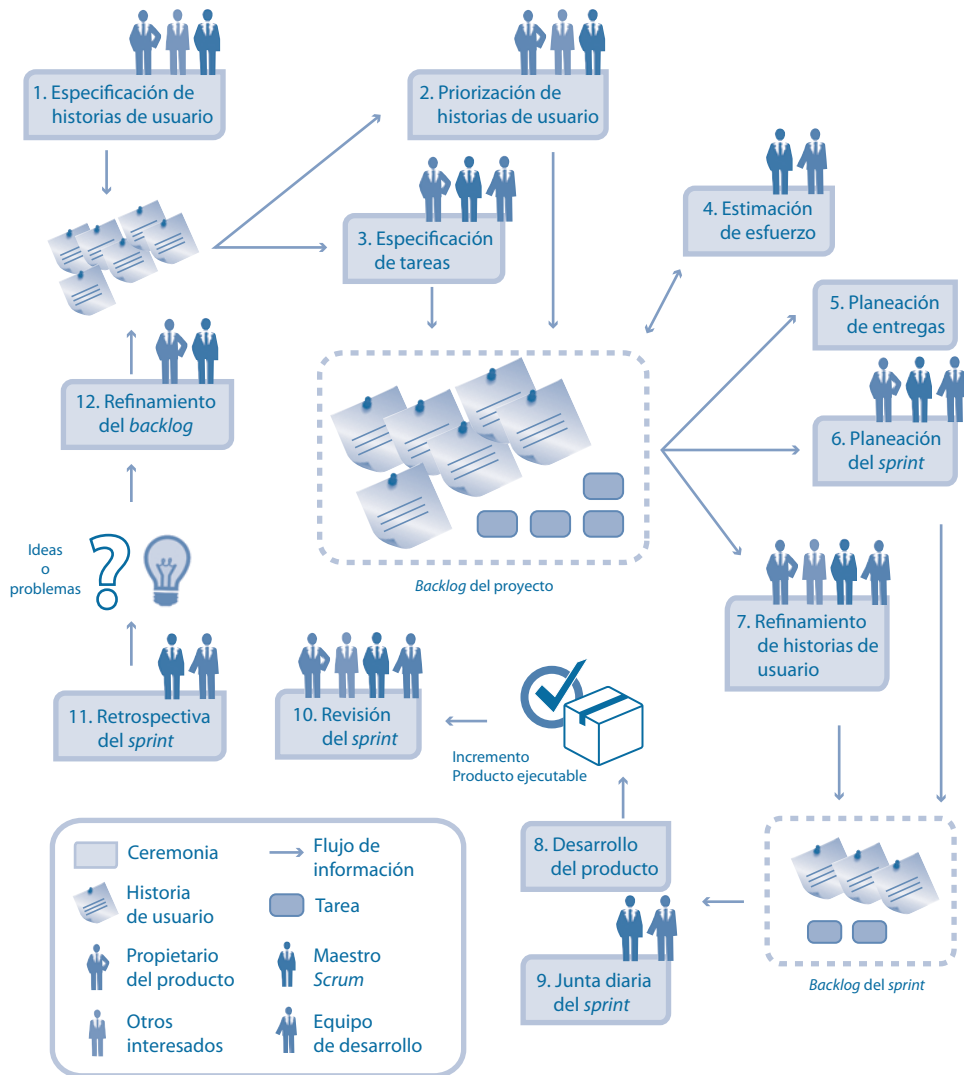 1. Especificación de
historias de usuario
2. Priorización de
historias de usuario
3. Especificación
de tareas
4. Estimación
de esfuerzo
5. Planeación
de entregas
6. Planeación
del sprint
12. Refinamiento
del backlog
Ideas
o
problemas
Backlog del proyecto
7. Refinamiento
de historias de
usuario
11. Retrospectiva
del sprint
10. Revisión
del sprint
Incremento
Producto ejecutable
8. Desarrollo
del producto
9. Junta diaria
del sprint
Backlog del sprint
Ceremonia
Flujo de
información
Historia
de usuario
Tarea
Propietario
del producto
Maestro
Scrum
Otros
interesados
Equipo
de desarrollo